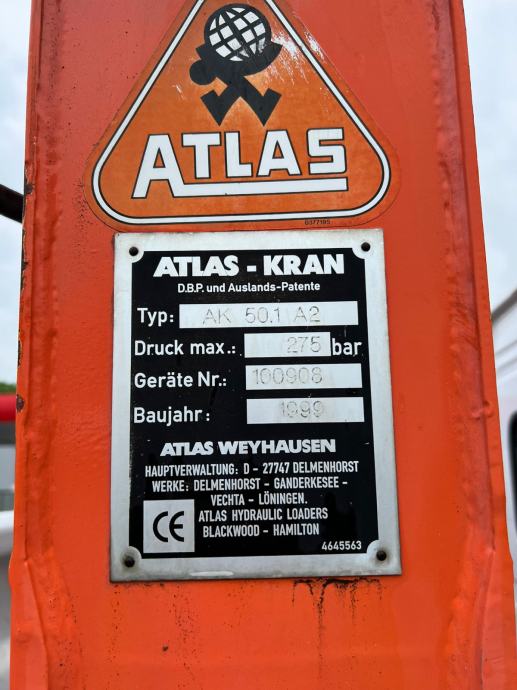 ATLAS
0377195
ATLAS - KRAN
D.B.P. und Auslands-Patente
Typ: AK 50.1 A2
Druck max.: 275 bar
Geräte Nr.: 100908
Baujahr: 1999
ATLAS WEYHAUSEN
HAUPTVERWALTUNG: D - 27747 DELMENHORST
WERKE: DELMENHORST - GANDERKESEE -
VECHTA - LÖNINGEN.
ATLAS HYDRAULIC LOADERS
BLACKWOOD - HAMILTON
CE
4645563